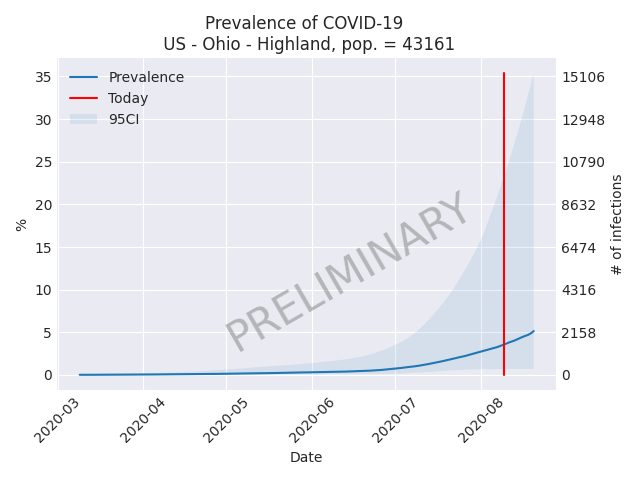 Prevalence of COVID-19
US - Ohio - Highland, pop. = 43161
Prevalence
Today
95CI
PRELIMINARY
%
35
30
25
20
15
10
5
0
15106
12948
10790
8632
6474
4316
2158
0
# of infections
2020-03
2020-04
2020-05
2020-06
2020-07
2020-08
Date